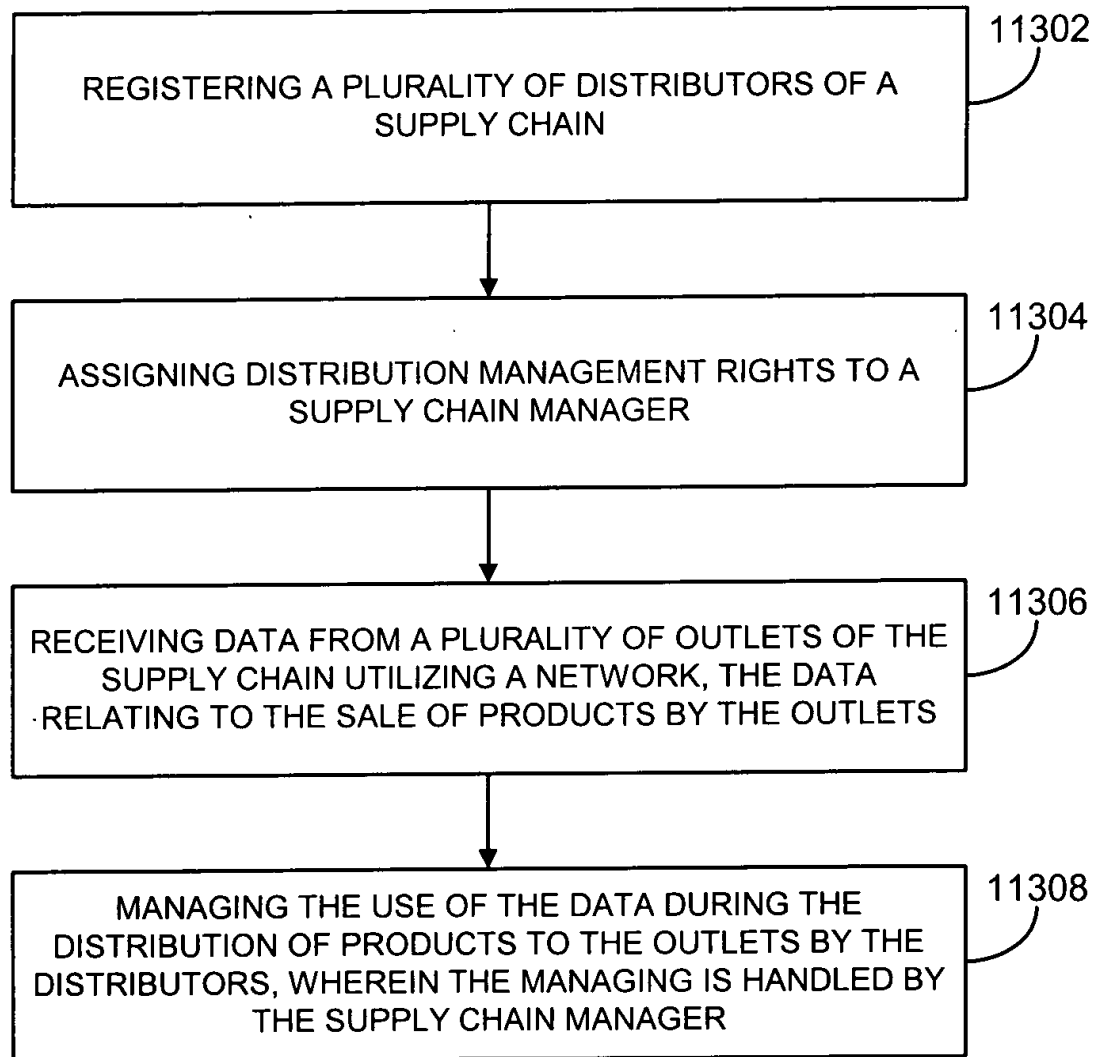 11302
REGISTERING A PLURALITY OF DISTRIBUTORS OF A
SUPPLY CHAIN
11304
ASSIGNING DISTRIBUTION MANAGEMENT RIGHTS TO A
SUPPLY CHAIN MANAGER
11306
RECEIVING DATA FROM A PLURALITY OF OUTLETS OF THE
SUPPLY CHAIN UTILIZING A NETWORK, THE DATA
RELATING TO THE SALE OF PRODUCTS BY THE OUTLETS
11308
MANAGING THE USE OF THE DATA DURING THE
DISTRIBUTION OF PRODUCTS TO THE OUTLETS BY THE
DISTRIBUTORS, WHEREIN THE MANAGING IS HANDLED BY
THE SUPPLY CHAIN MANAGER